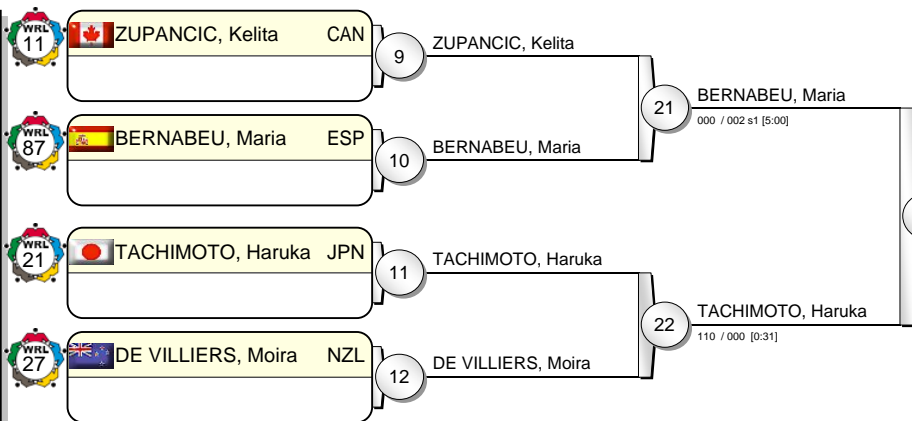 WRL
11
ZUPANCIC, Kelita CAN
9
ZUPANCIC, Kelita
21
BERNABEU, Maria
000 / 002 s1 [5:00]
WRL
87
BERNABEU, Maria ESP
10
BERNABEU, Maria
WRL
21
TACHIMOTO, Haruka JPN
11
TACHIMOTO, Haruka
22
TACHIMOTO, Haruka
110 / 000 [0:31]
WRL
27
DE VILLIERS, Moira NZL
12
DE VILLIERS, Moira